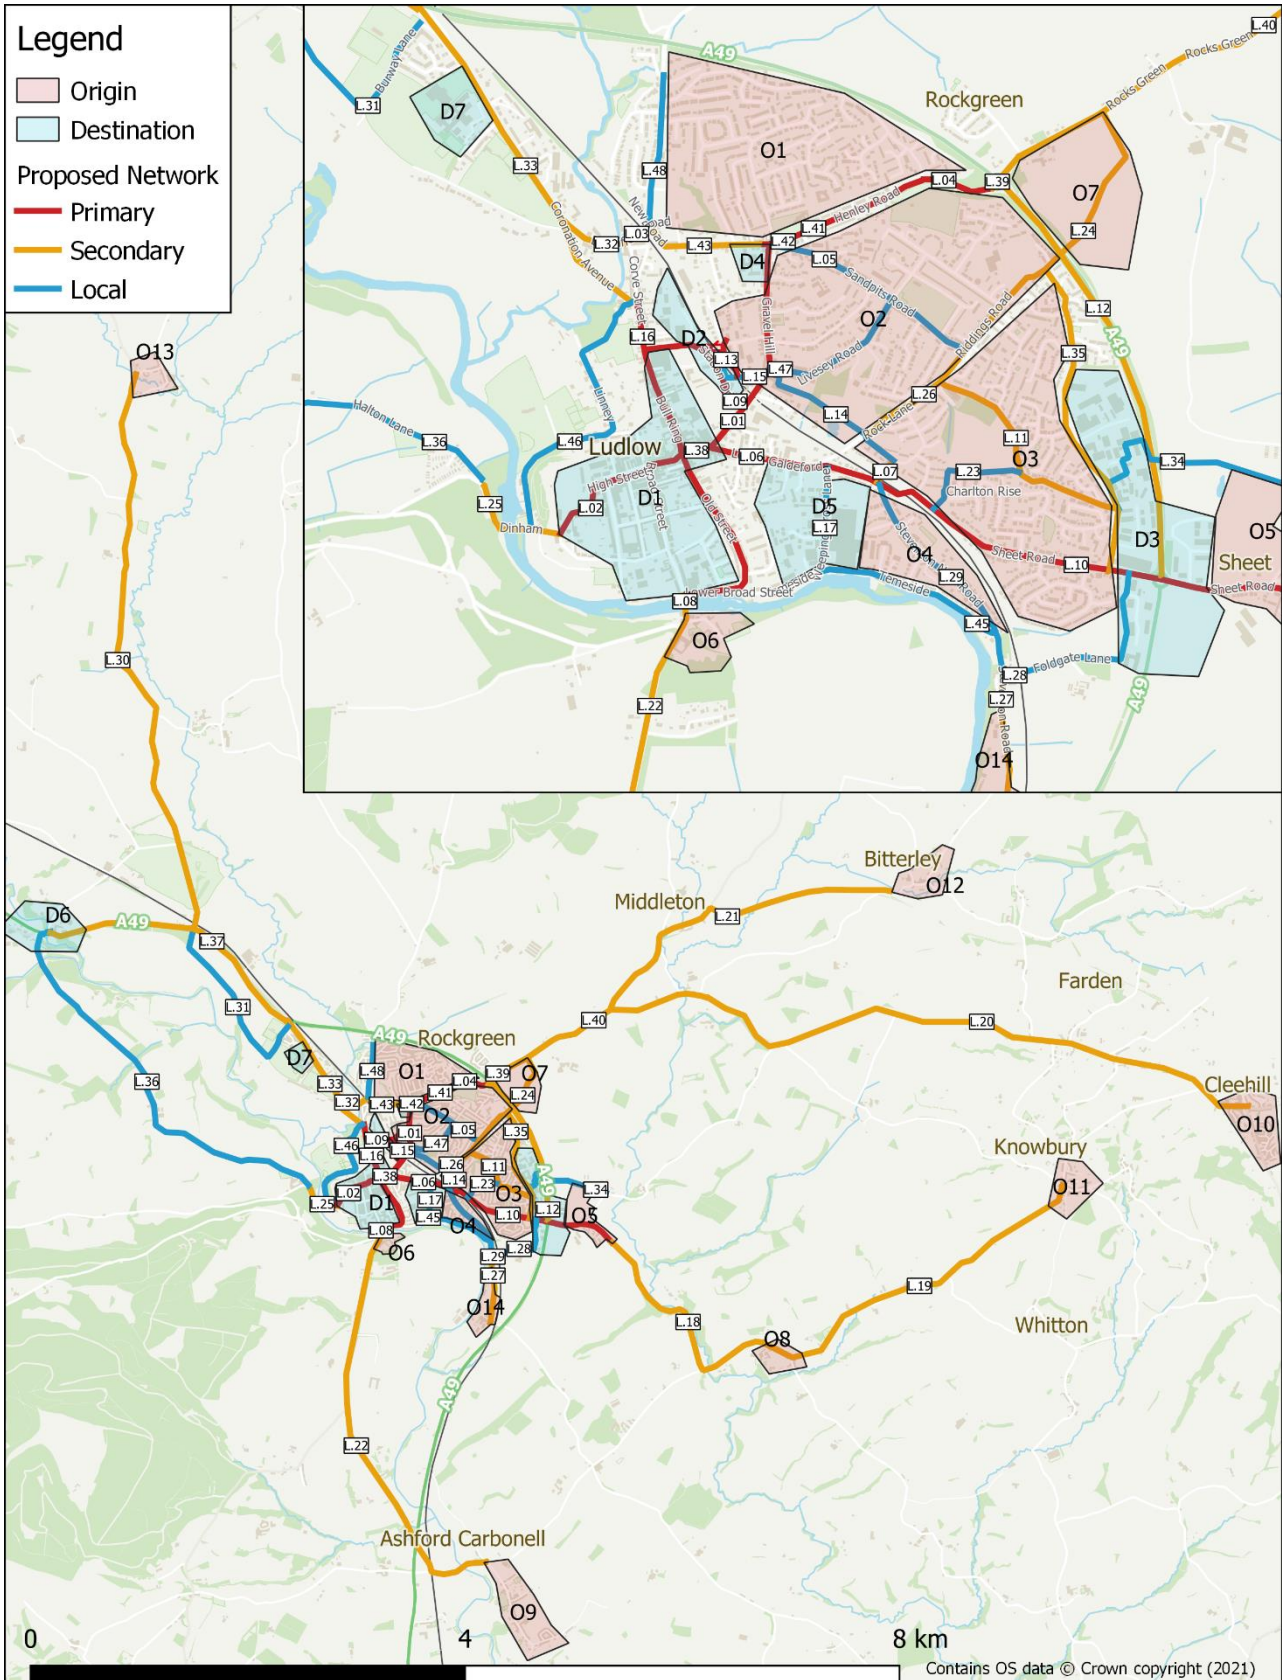 Legend
Origin
Destination
Proposed Network
Primary
Secondary
Local
L.40
Rocks Green
A49
Burway Lane
L.31
D7
Rockgreen
Rocks Green
O1
L.33
L.48
L.04
L.39
O7
Henley Road
New Road
L.03
L.41
L.24
Coronation Avenue
L.32
L.43
L.42
L.05
D4
Sandpits Road
Corve Street
Gravel Hill
O2
L.12
A49
Riddings Road
L.16
D2
L.35
L.13
Livesey Road
L.47
L.15
L.26
Linney
L.09
L.14
Rock Lane
Halton Lane
Bull Ring
L.01
L.11
L.36
L.46
Ludlow
L.38
L.06
Galdeford
O3
L.34
L.07
L.23
High Street
Broad Street
Charlton Rise
L.25
L.02
D1
Old Street
D5
L.17
O5
Dinham
O4
D3
Sheet
Sheet Road
L.10
L.29
Sheet Road
Temeside
L.08
Lower Broad Street
L.45
O6
Foldgate Lane
L.28
L.27
L.22
A49
O14
O13
L.30
Bitterley
O12
Middleton
L.21
D6
A49
L.37
Farden
L.31
L.40
L.20
Rockgreen
A49
D7
L.36
L.48
O1
L.39
O7
Cleehill
L.33
L.04
L.41
L.24
L.32
L.43
L.42
O2
O10
L.05
L.35
L.01
L.09
L.47
L.46
L.15
Knowbury
L.16
L.26
L.11
A49
L.38
L.06
L.14
L.23
O11
L.02
D1
L.17
O3
L.34
L.25
L.12
L.45
O4
L.10
O5
L.08
O6
L.28
L.29
L.27
L.19
O14
L.18
Whitton
O8
A49
L.22
Ashford Carbonell
O9
0
4
8 km
Contains OS data © Crown copyright (2021)